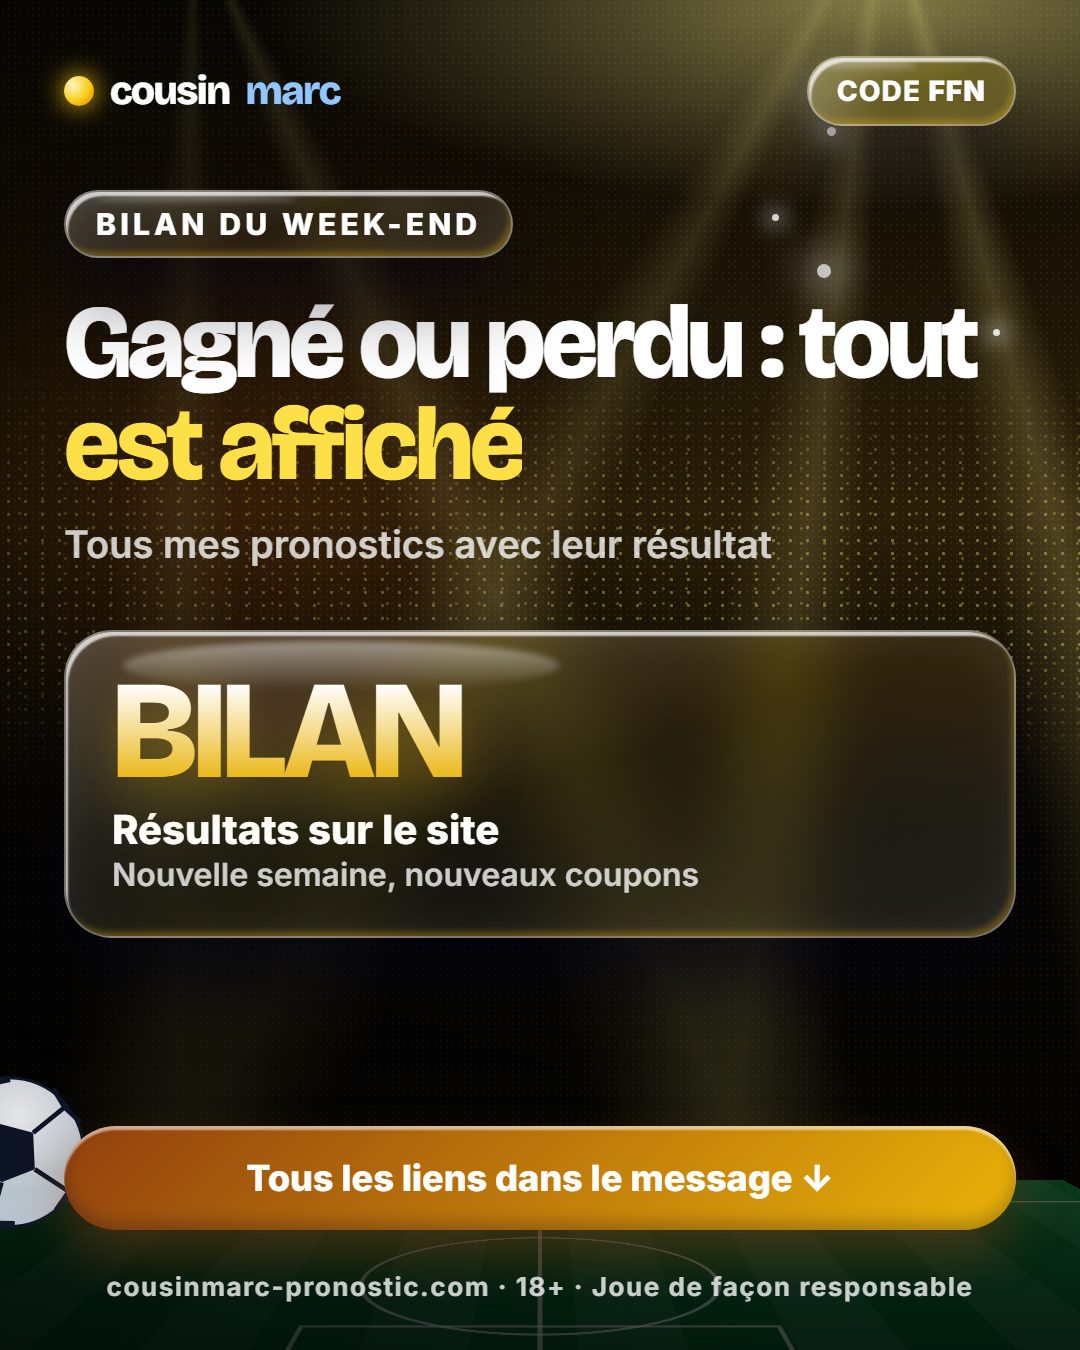 cousin marc
CODE FFN
BILAN DU WEEK-END
Gagné ou perdu : tout
est affiché
Tous mes pronostics avec leur résultat
BILAN
Résultats sur le site
Nouvelle semaine, nouveaux coupons
Tous les liens dans le message ↓
cousinmarc-pronostic.com · 18+ · Joue de façon responsable